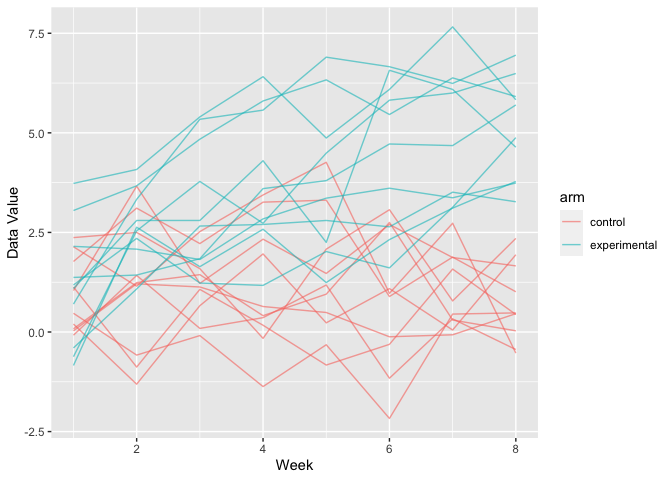 7.5
5.0
2.5
0.0
-2.5
Data Value
2
4
6
8
Week
arm
control
experimental